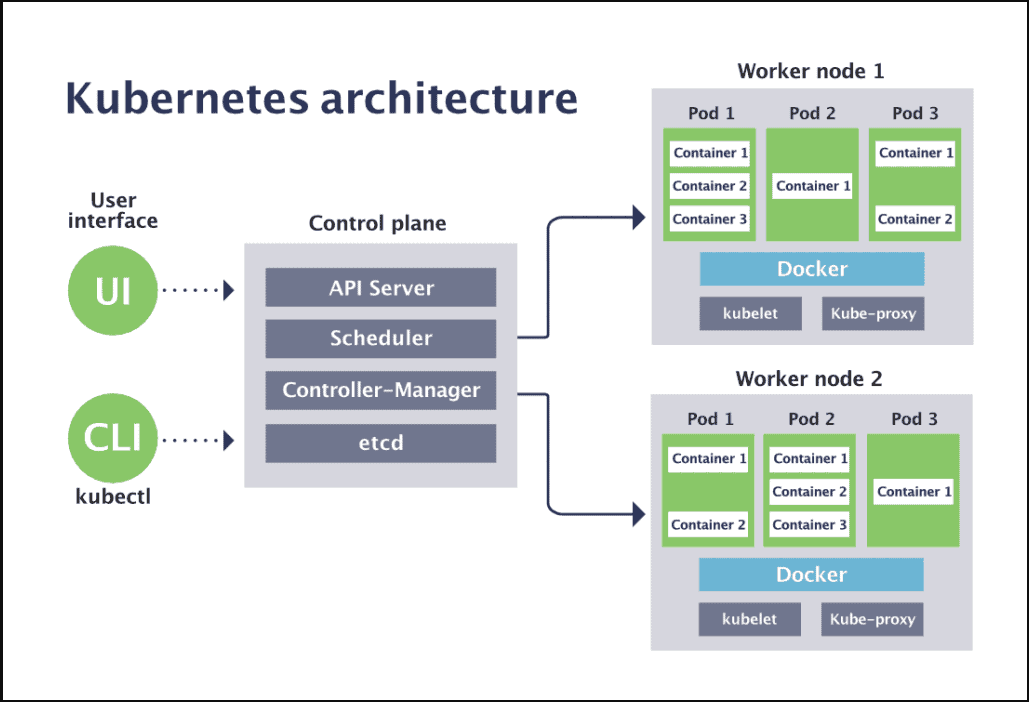 Kubernetes architecture
User
interface
UI
CLI
kubectl
Control plane
API Server
Scheduler
Controller-Manager
etcd
Worker node 1
Pod 1
Container 1
Container 2
Container 3
Pod 2
Container 1
Pod 3
Container 1
Container 2
Docker
kubelet
Kube-proxy
Worker node 2
Pod 1
Container 1
Container 2
Pod 2
Container 1
Container 2
Container 3
Pod 3
Container 1
Docker
kubelet
Kube-proxy